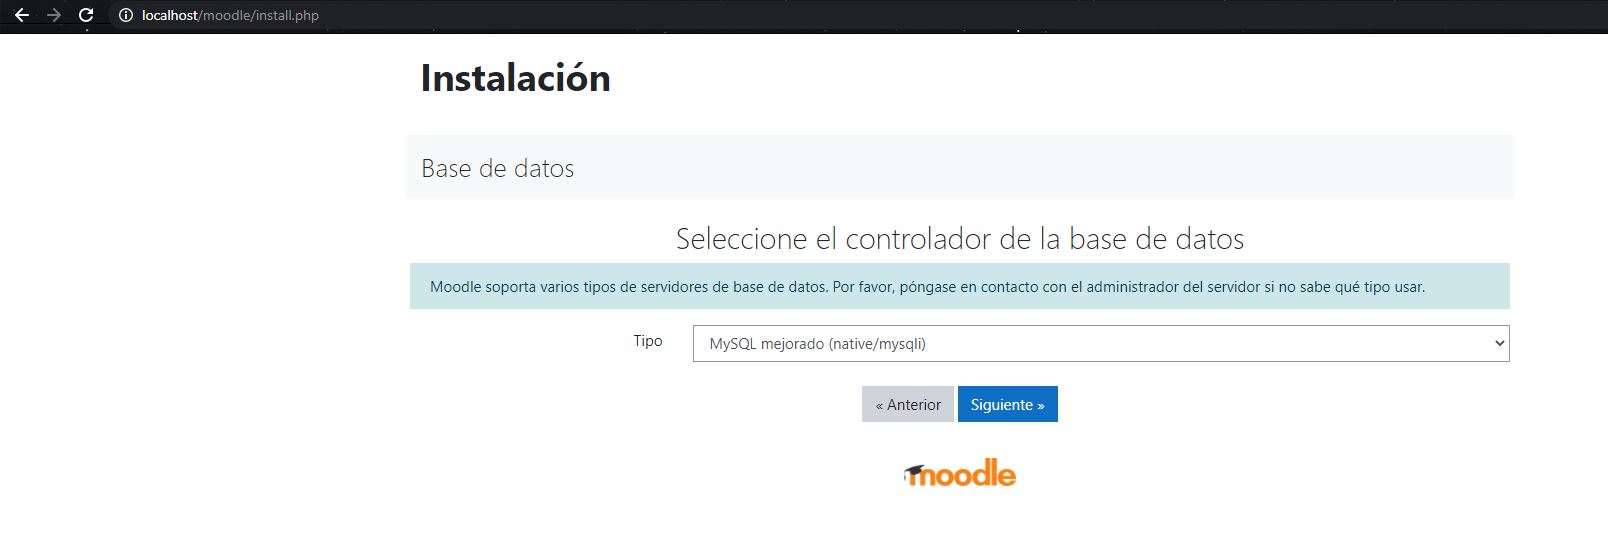 localhost/moodle/install.php
Instalación
Base de datos
Seleccione el controlador de la base de datos
Moodle soporta varios tipos de servidores de base de datos. Por favor, póngase en contacto con el administrador del servidor si no sabe qué tipo usar.
Tipo MySQL mejorado (native/mysqli)
« Anterior Siguiente »
moodle